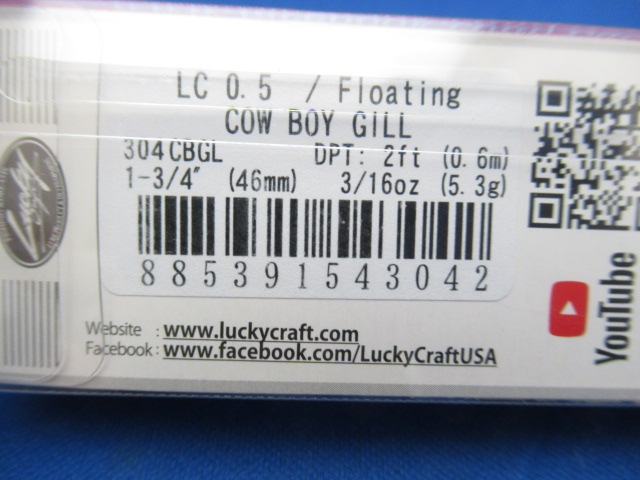 LC 0.5 / Floating
COW BOY GILL
304CBGL DPT: 2ft (0.6m)
1-3/4" (46mm) 3/16oz (5.3g)
885391543042
Website : www.luckycraft.com
Facebook : www.facebook.com/LuckyCraftUSA
YouTube
Lucky